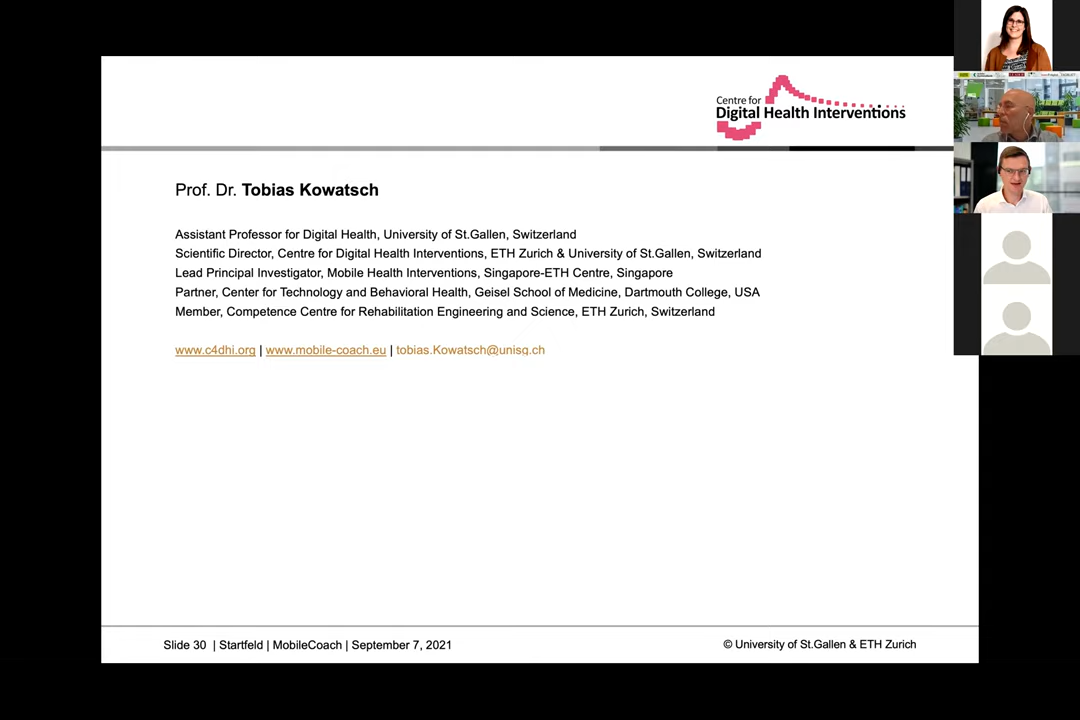 Centre for
Digital Health Interventions
Prof. Dr. Tobias Kowatsch
Assistant Professor for Digital Health, University of St.Gallen, Switzerland
Scientific Director, Centre for Digital Health Interventions, ETH Zurich & University of St.Gallen, Switzerland
Lead Principal Investigator, Mobile Health Interventions, Singapore-ETH Centre, Singapore
Partner, Center for Technology and Behavioral Health, Geisel School of Medicine, Dartmouth College, USA
Member, Competence Centre for Rehabilitation Engineering and Science, ETH Zurich, Switzerland
www.c4dhi.org | www.mobile-coach.eu | tobias.Kowatsch@unisg.ch
Slide 30 | Startfeld | MobileCoach | September 7, 2021
© University of St.Gallen & ETH Zurich